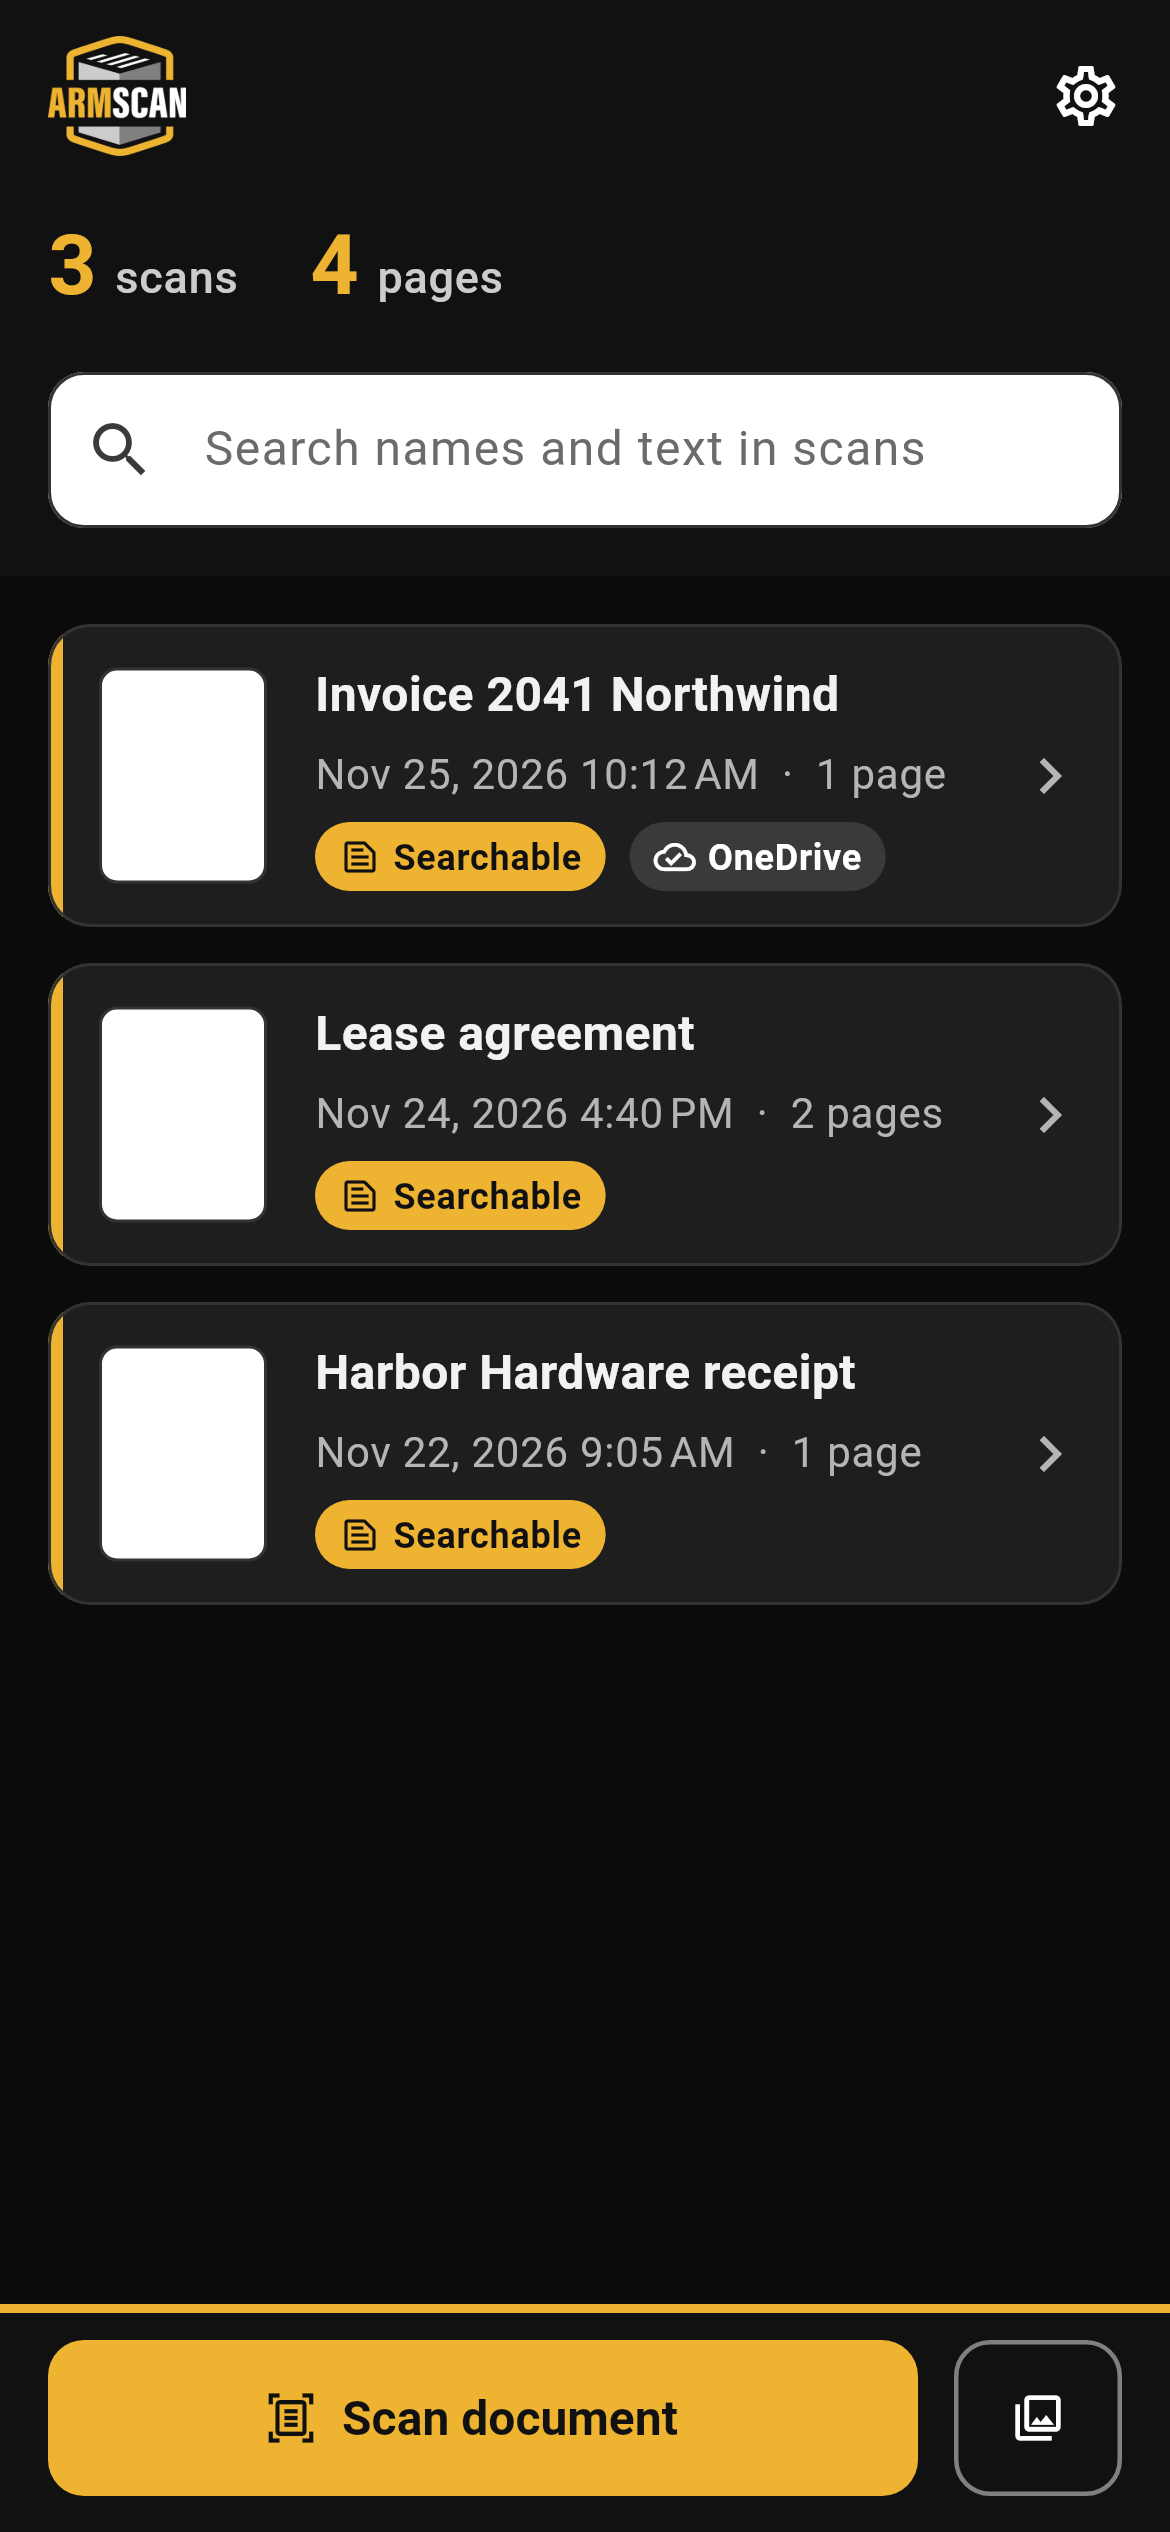 ARMSCAN
3 scans 4 pages
Search names and text in scans
Invoice 2041 Northwind
Nov 25, 2026 10:12 AM · 1 page
Searchable OneDrive
Lease agreement
Nov 24, 2026 4:40 PM · 2 pages
Searchable
Harbor Hardware receipt
Nov 22, 2026 9:05 AM · 1 page
Searchable
Scan document